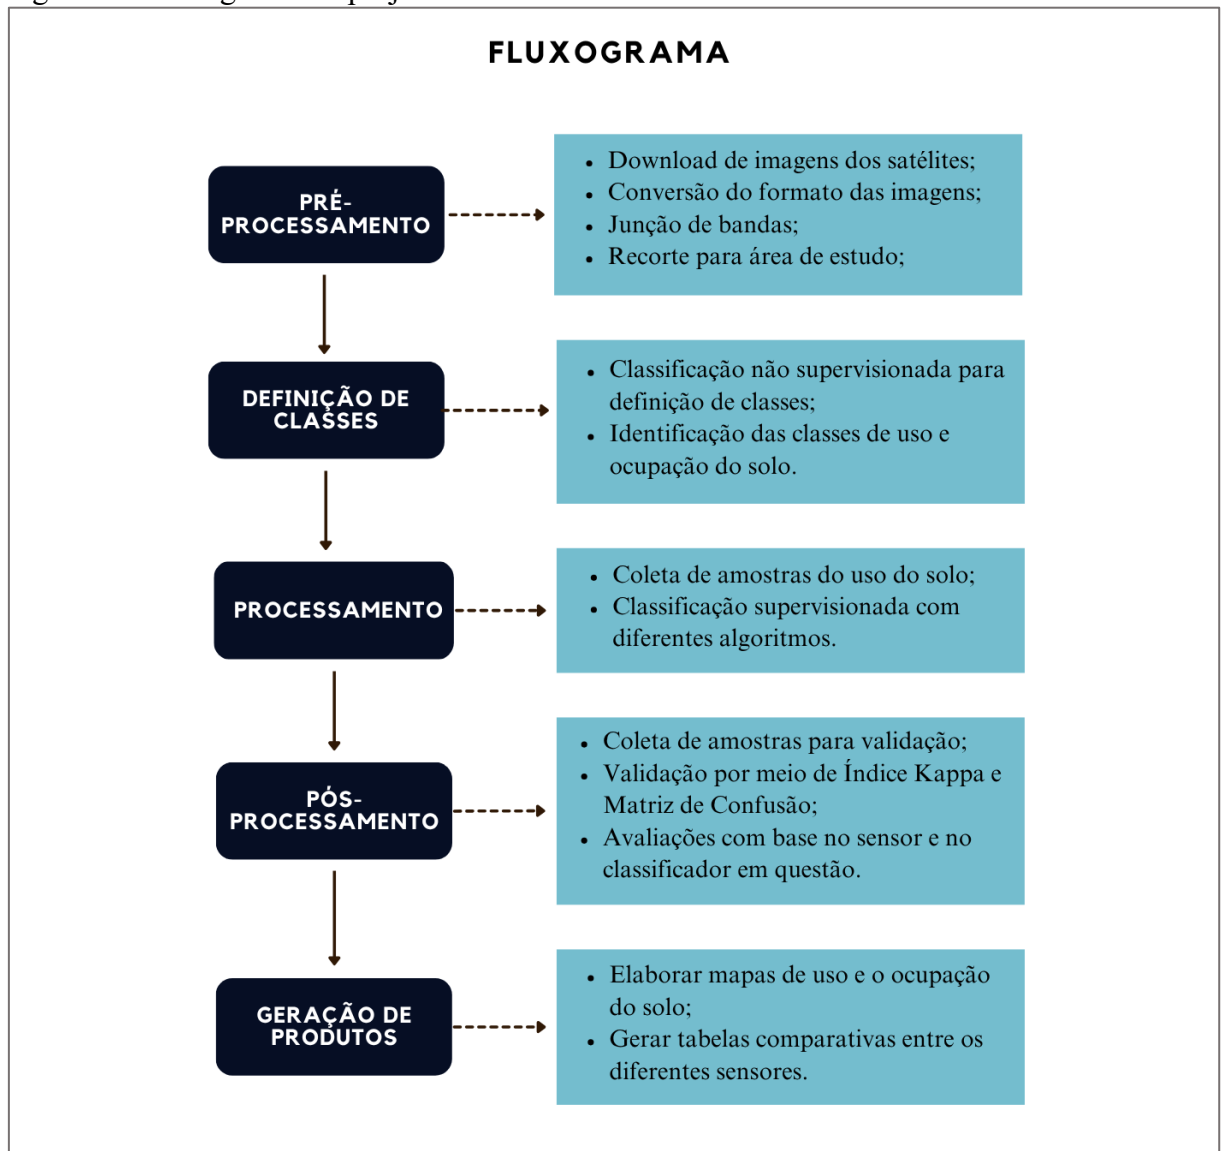 FLUXOGRAMA
PRÉ-
PROCESSAMENTO
• Download de imagens dos satélites;
• Conversão do formato das imagens;
• Junção de bandas;
• Recorte para área de estudo;
DEFINIÇÃO DE
CLASSES
• Classificação não supervisionada para
definição de classes;
• Identificação das classes de uso e
ocupação do solo.
PROCESSAMENTO
• Coleta de amostras do uso do solo;
• Classificação supervisionada com
diferentes algoritmos.
PÓS-
PROCESSAMENTO
• Coleta de amostras para validação;
• Validação por meio de Índice Kappa e
Matriz de Confusão;
• Avaliações com base no sensor e no
classificador em questão.
GERAÇÃO DE
PRODUTOS
• Elaborar mapas de uso e o ocupação
do solo;
• Gerar tabelas comparativas entre os
diferentes sensores.